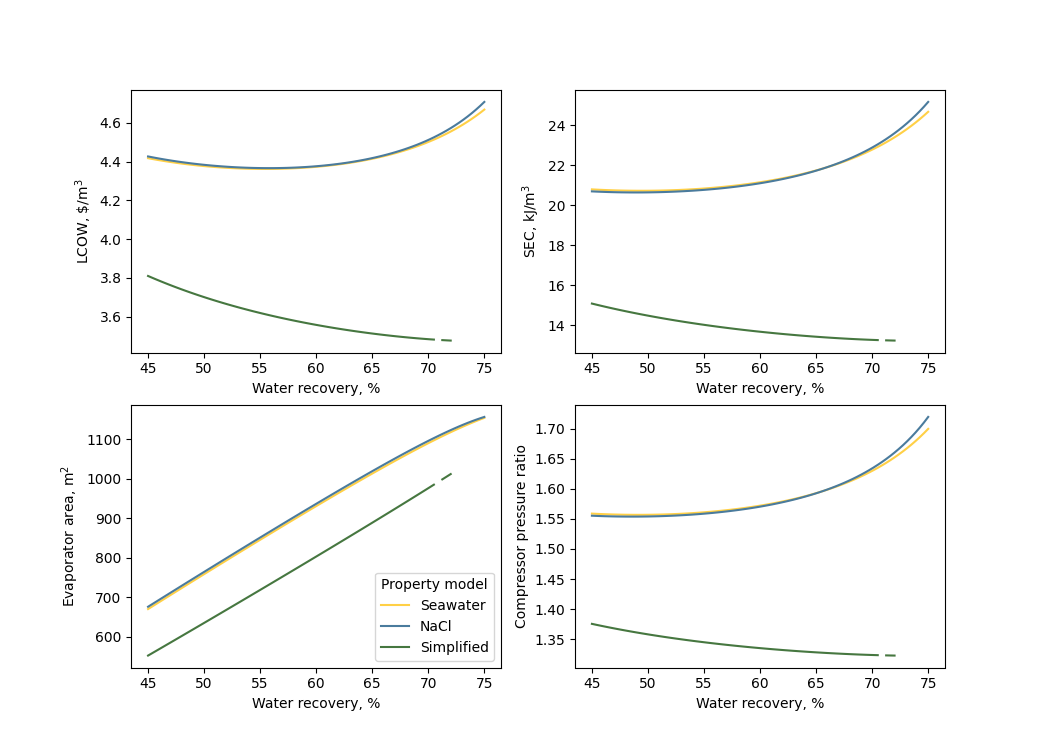 LCOW, $/m³
4.6
4.4
4.2
4.0
3.8
3.6
45 50 55 60 65 70 75
Water recovery, %
SEC, kJ/m³
24
22
20
18
16
14
45 50 55 60 65 70 75
Water recovery, %
Evaporator area, m²
1100
1000
900
800
700
600
Property model
Seawater
NaCl
Simplified
45 50 55 60 65 70 75
Water recovery, %
Compressor pressure ratio
1.70
1.65
1.60
1.55
1.50
1.45
1.40
1.35
45 50 55 60 65 70 75
Water recovery, %